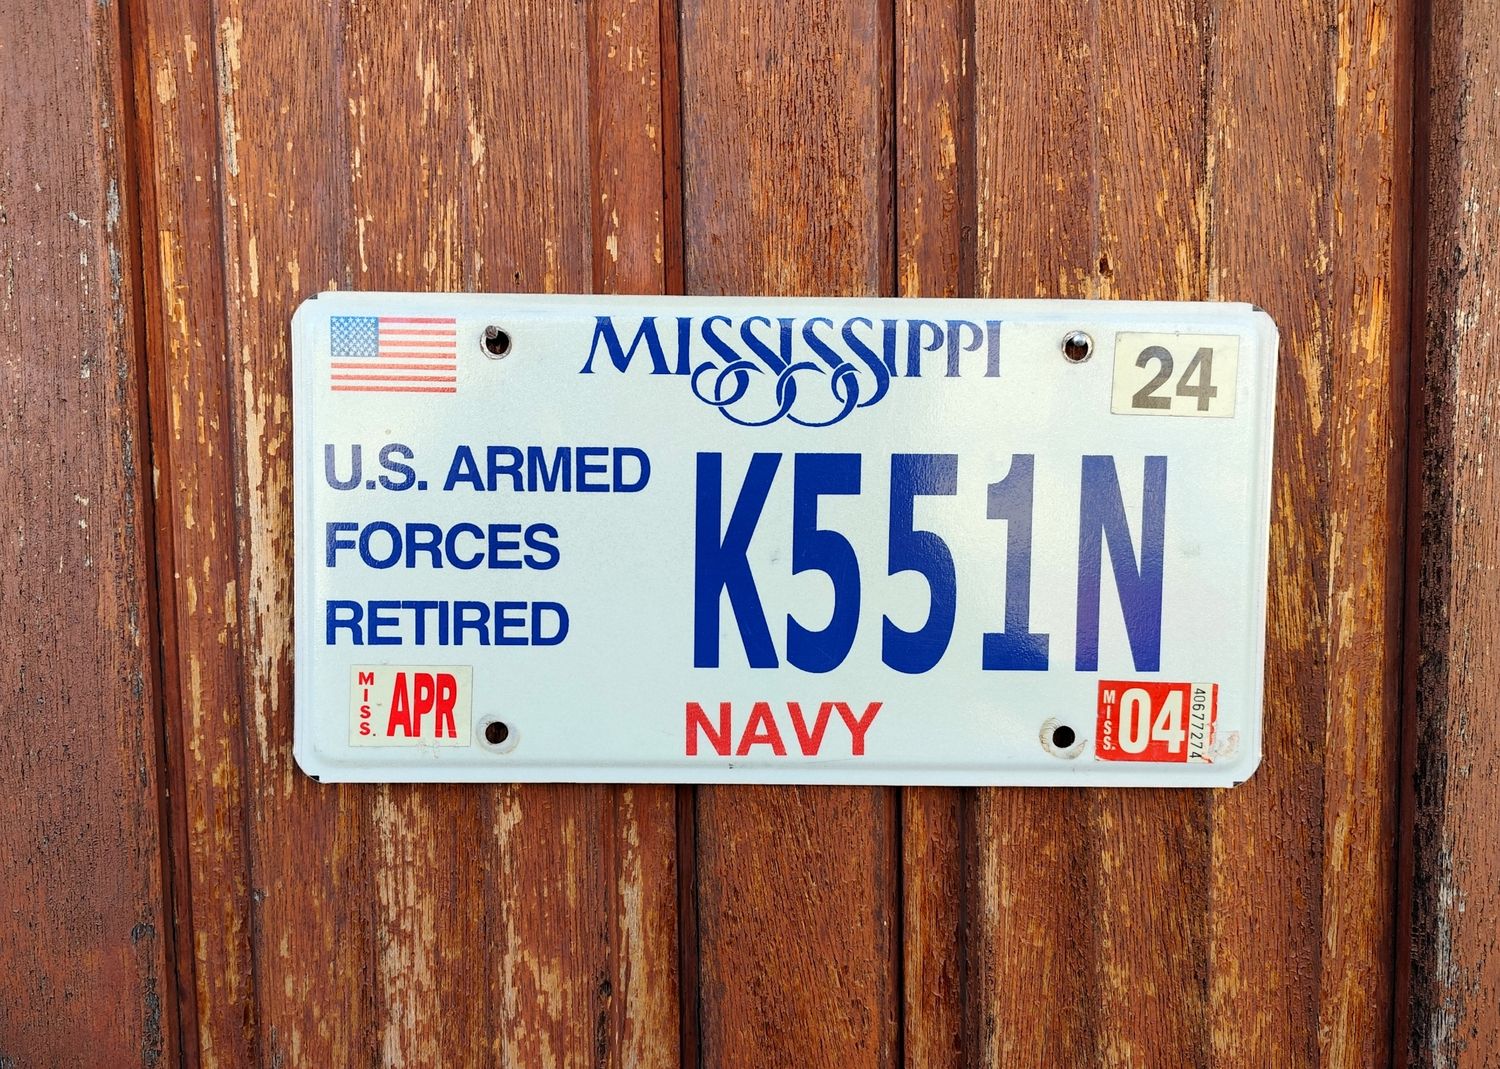 MISSISSIPPI
24
U.S. ARMED
FORCES
RETIRED
K551N
MISS. APR
NAVY
MISS 04 40677274